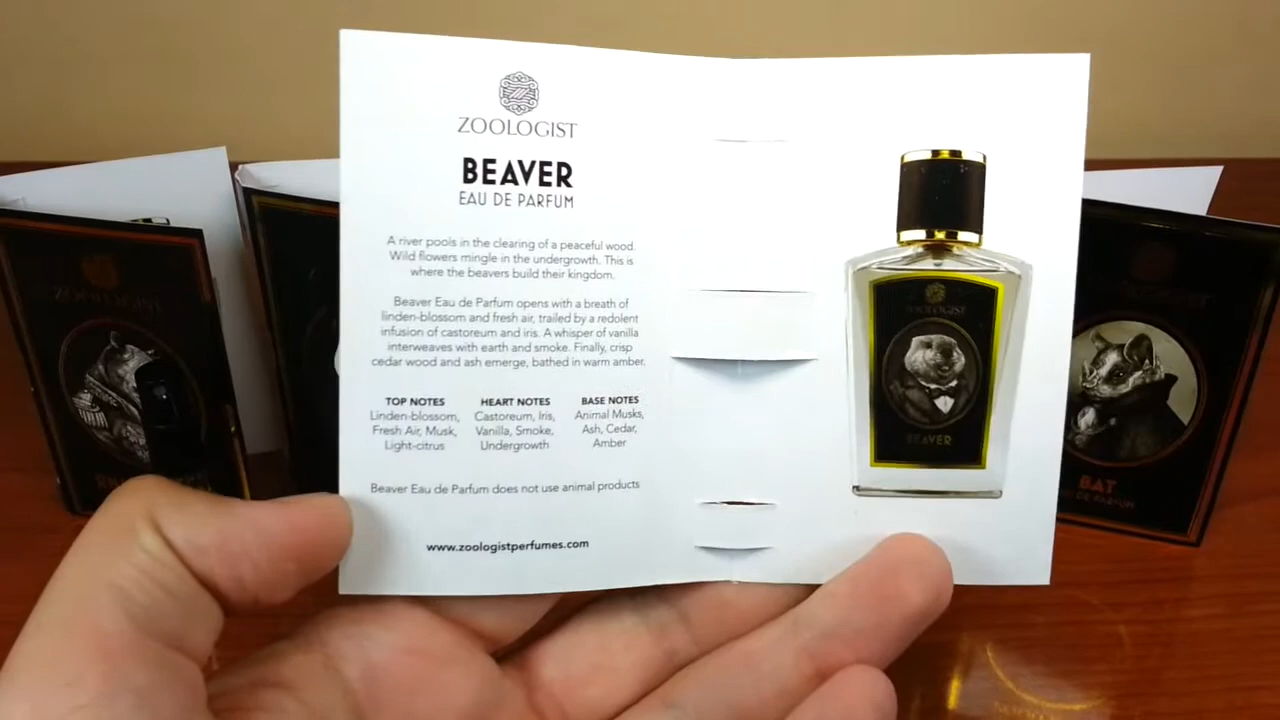 ZOOLOGIST
BEAVER
EAU DE PARFUM
A river pools in the clearing of a peaceful wood.
Wild flowers mingle in the undergrowth. This is
where the beavers build their kingdom.
Beaver Eau de Parfum opens with a breath of
linden-blossom and fresh air, trailed by a redolent
infusion of castoreum and iris. A whisper of vanilla
interweaves with earth and smoke. Finally, crisp
cedar wood and ash emerge, bathed in warm amber.
TOP NOTES
Linden-blossom,
Fresh Air, Musk,
Light-citrus
HEART NOTES
Castoreum, Iris,
Vanilla, Smoke,
Undergrowth
BASE NOTES
Animal Musks,
Ash, Cedar,
Amber
Beaver Eau de Parfum does not use animal products
www.zoologistperfumes.com
ZOOLOGIST
BEAVER
BAT
DE PARFUM